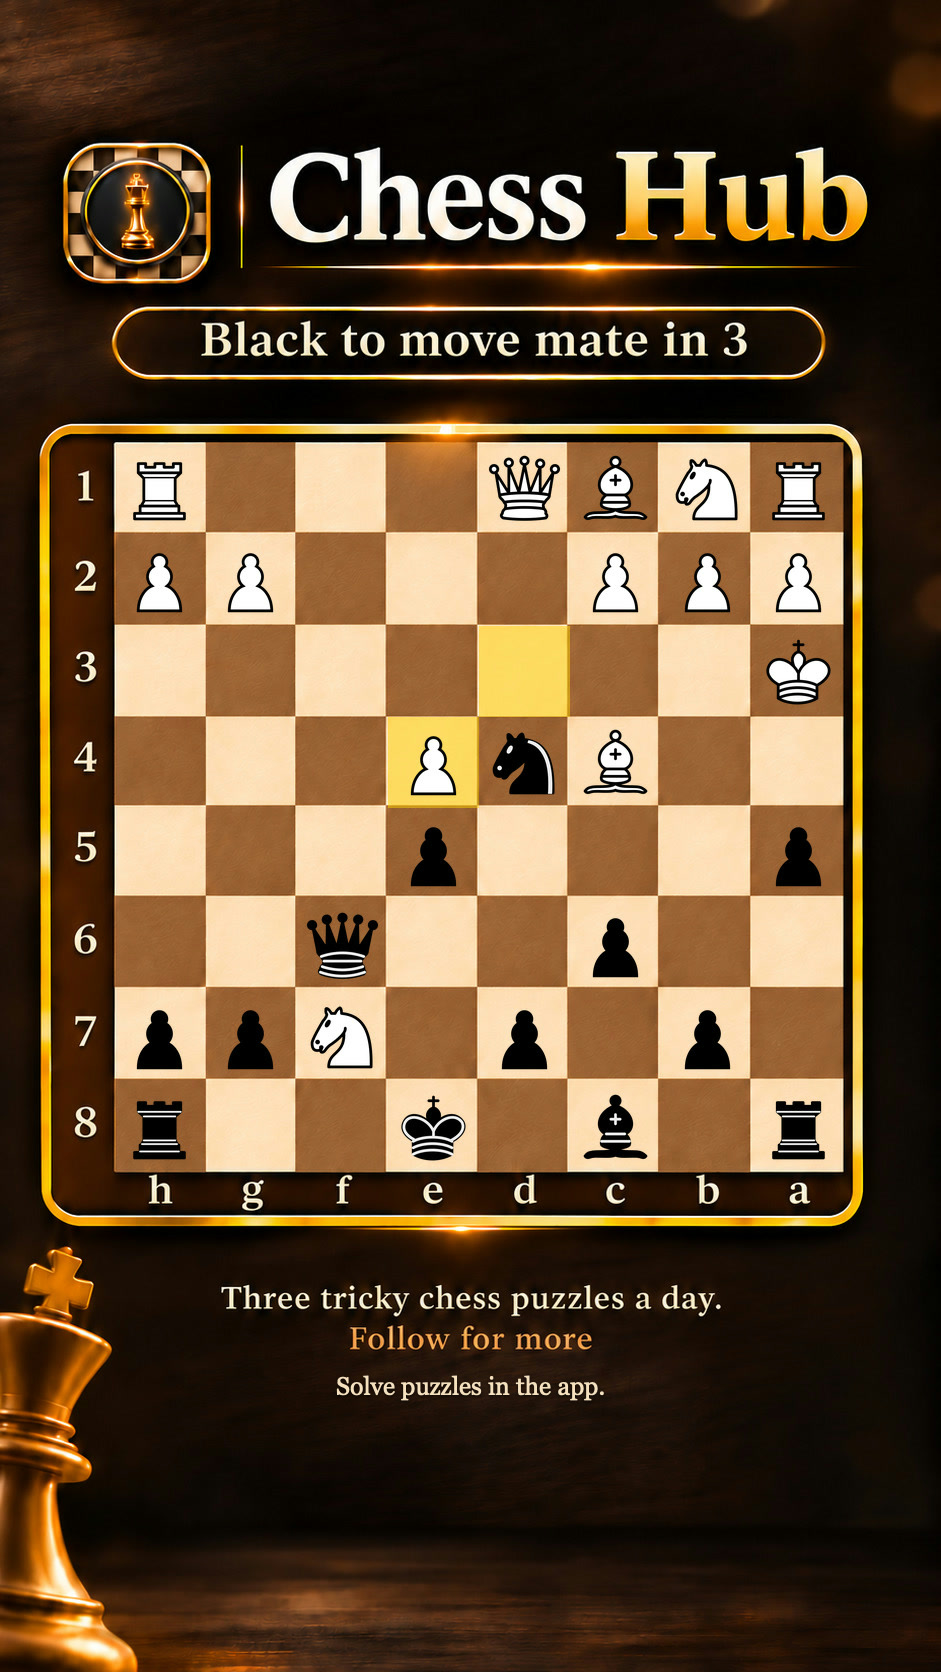 Chess Hub
Black to move mate in 3
1
2
3
4
5
6
7
8
h g f e d c b a
Three tricky chess puzzles a day.
Follow for more
Solve puzzles in the app.